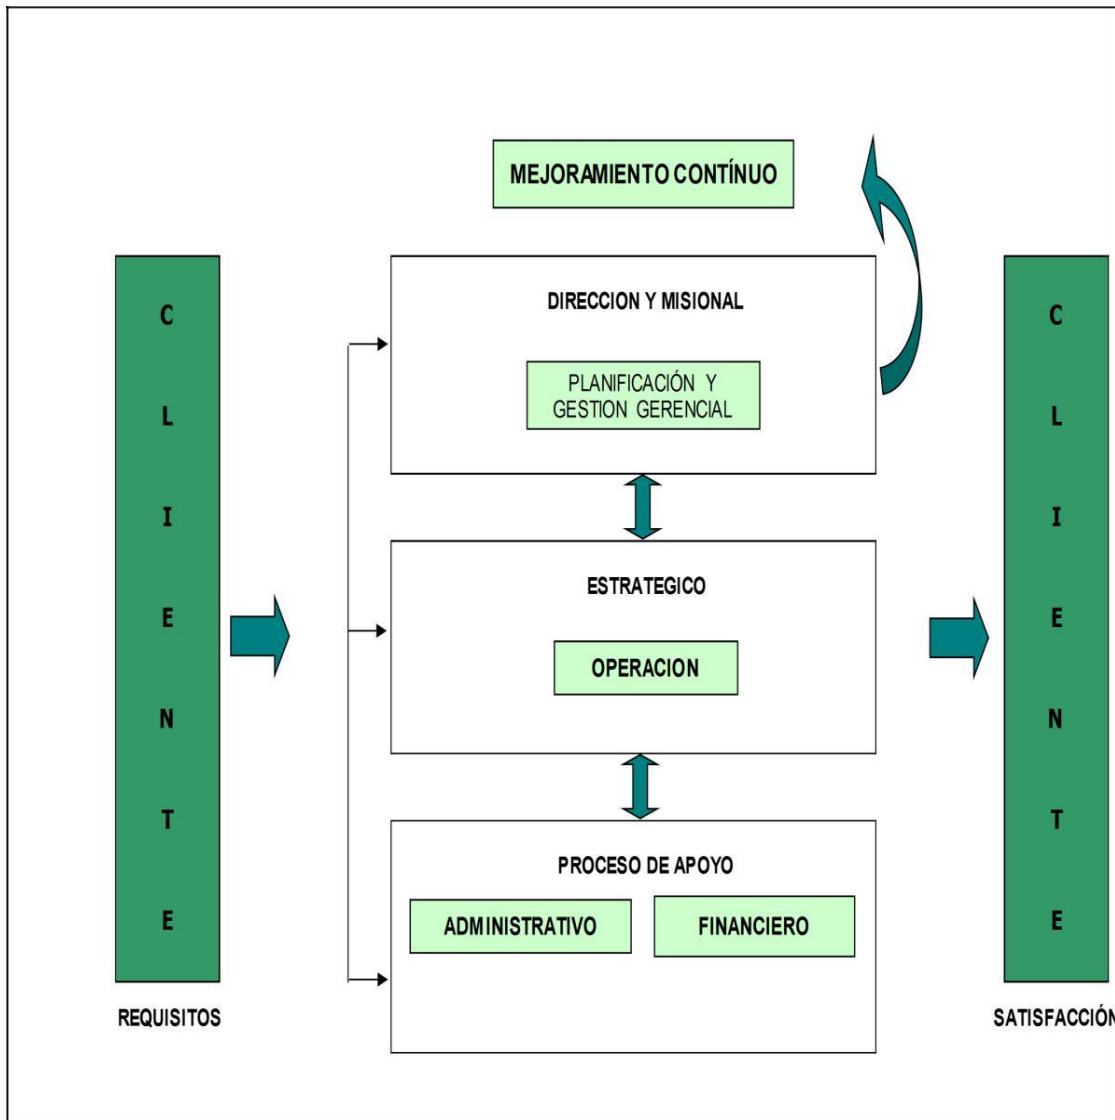 MEJORAMIENTO CONTÍNUO
C
L
I
E
N
T
E
REQUISITOS
DIRECCION Y MISIONAL
PLANIFICACIÓN Y
GESTION GERENCIAL
ESTRATEGICO
OPERACION
PROCESO DE APOYO
ADMINISTRATIVO
FINANCIERO
C
L
I
E
N
T
E
SATISFACCIÓN